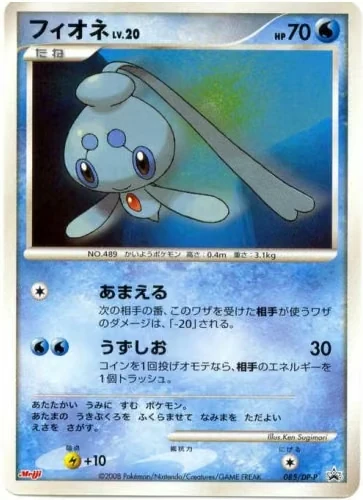 フィオネ LV.20 HP 70
たね
NO.489 かいようポケモン 高さ:0.4m 重さ:3.1kg
あまえる
次の相手の番、このワザを受けた相手が使うワザ
のダメージは、「-20」される。
うずしお 30
コインを1回投げオモテなら、相手のエネルギーを
1個トラッシュ。
あたたかい うみに すむ ポケモン。
あたまの うきぶくろを ふくらませて なみまを ただよい
えさを さがす。
Illus.Ken Sugimori
弱点 抵抗力 にげる
+10
Meiji ©2008 Pokémon/Nintendo/Creatures/GAME FREAK. 085/DP-P